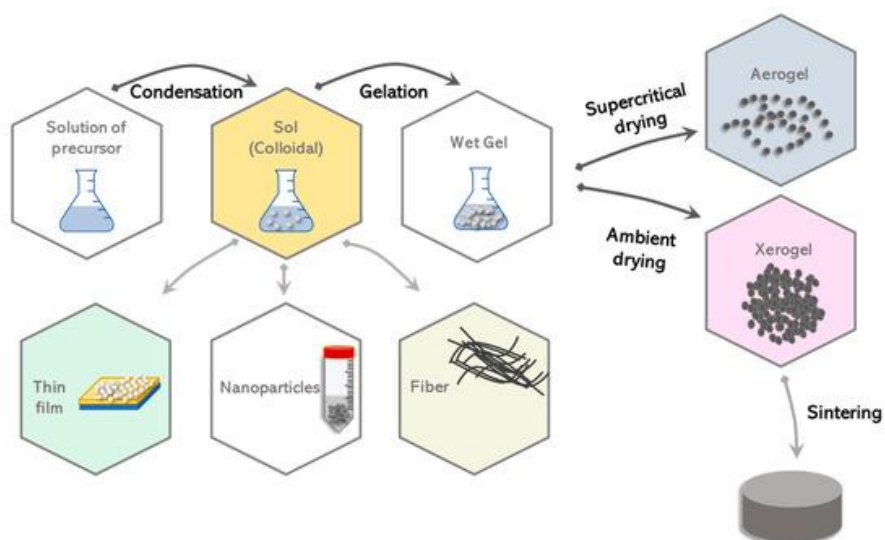 Condensation
Gelation
Solution of
precursor
Sol
(Colloidal)
Wet Gel
Supercritical
drying
Aerogel
Ambient
drying
Xerogel
Thin
film
Nanoparticles
Fiber
Sintering